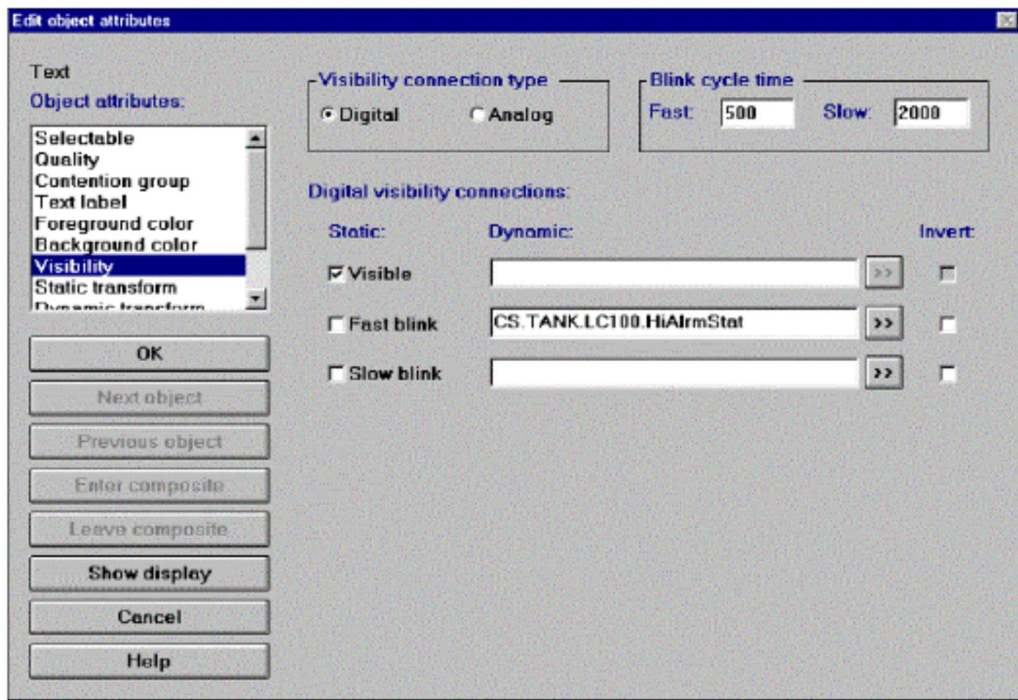 Edit object attributes
Text
Object attributes:
Selectable
Quality
Contention group
Text label
Foreground color
Background color
Visibility
Static transform
Dynamic transform
OK
Next object
Previous object
Enter composite
Leave composite
Show display
Cancel
Help
Visibility connection type
Digital Analog
Blink cycle time
Fast: 500 Slow: 2000
Digital visibility connections:
Static: Dynamic: Invert:
Visible >>
Fast blink CS.TANK.LC100.HiAlrmStat >>
Slow blink >>